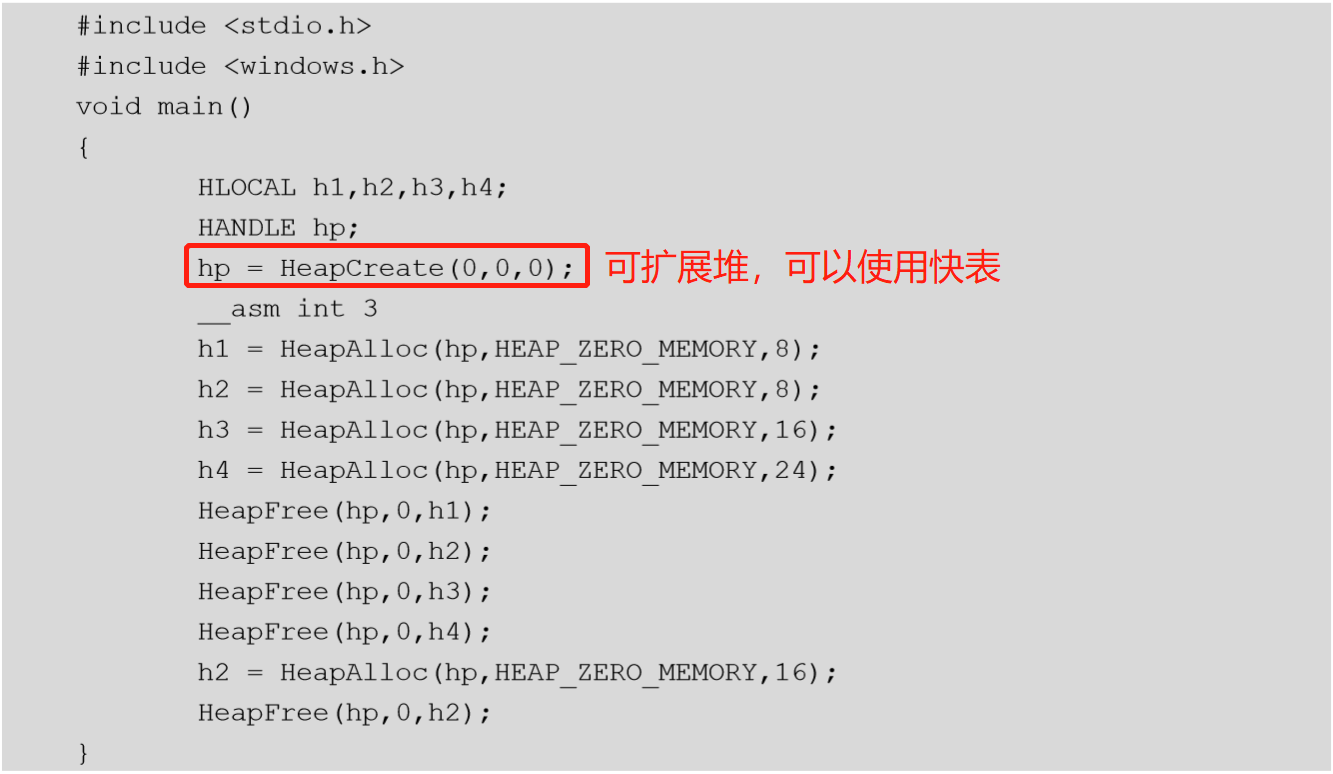 #include <stdio.h>
#include <windows.h>
void main()
{
HLOCAL h1,h2,h3,h4;
HANDLE hp;
hp = HeapCreate(0,0,0); 可扩展堆，可以使用快表
__asm int 3
h1 = HeapAlloc(hp,HEAP_ZERO_MEMORY,8);
h2 = HeapAlloc(hp,HEAP_ZERO_MEMORY,8);
h3 = HeapAlloc(hp,HEAP_ZERO_MEMORY,16);
h4 = HeapAlloc(hp,HEAP_ZERO_MEMORY,24);
HeapFree(hp,0,h1);
HeapFree(hp,0,h2);
HeapFree(hp,0,h3);
HeapFree(hp,0,h4);
h2 = HeapAlloc(hp,HEAP_ZERO_MEMORY,16);
HeapFree(hp,0,h2);
}